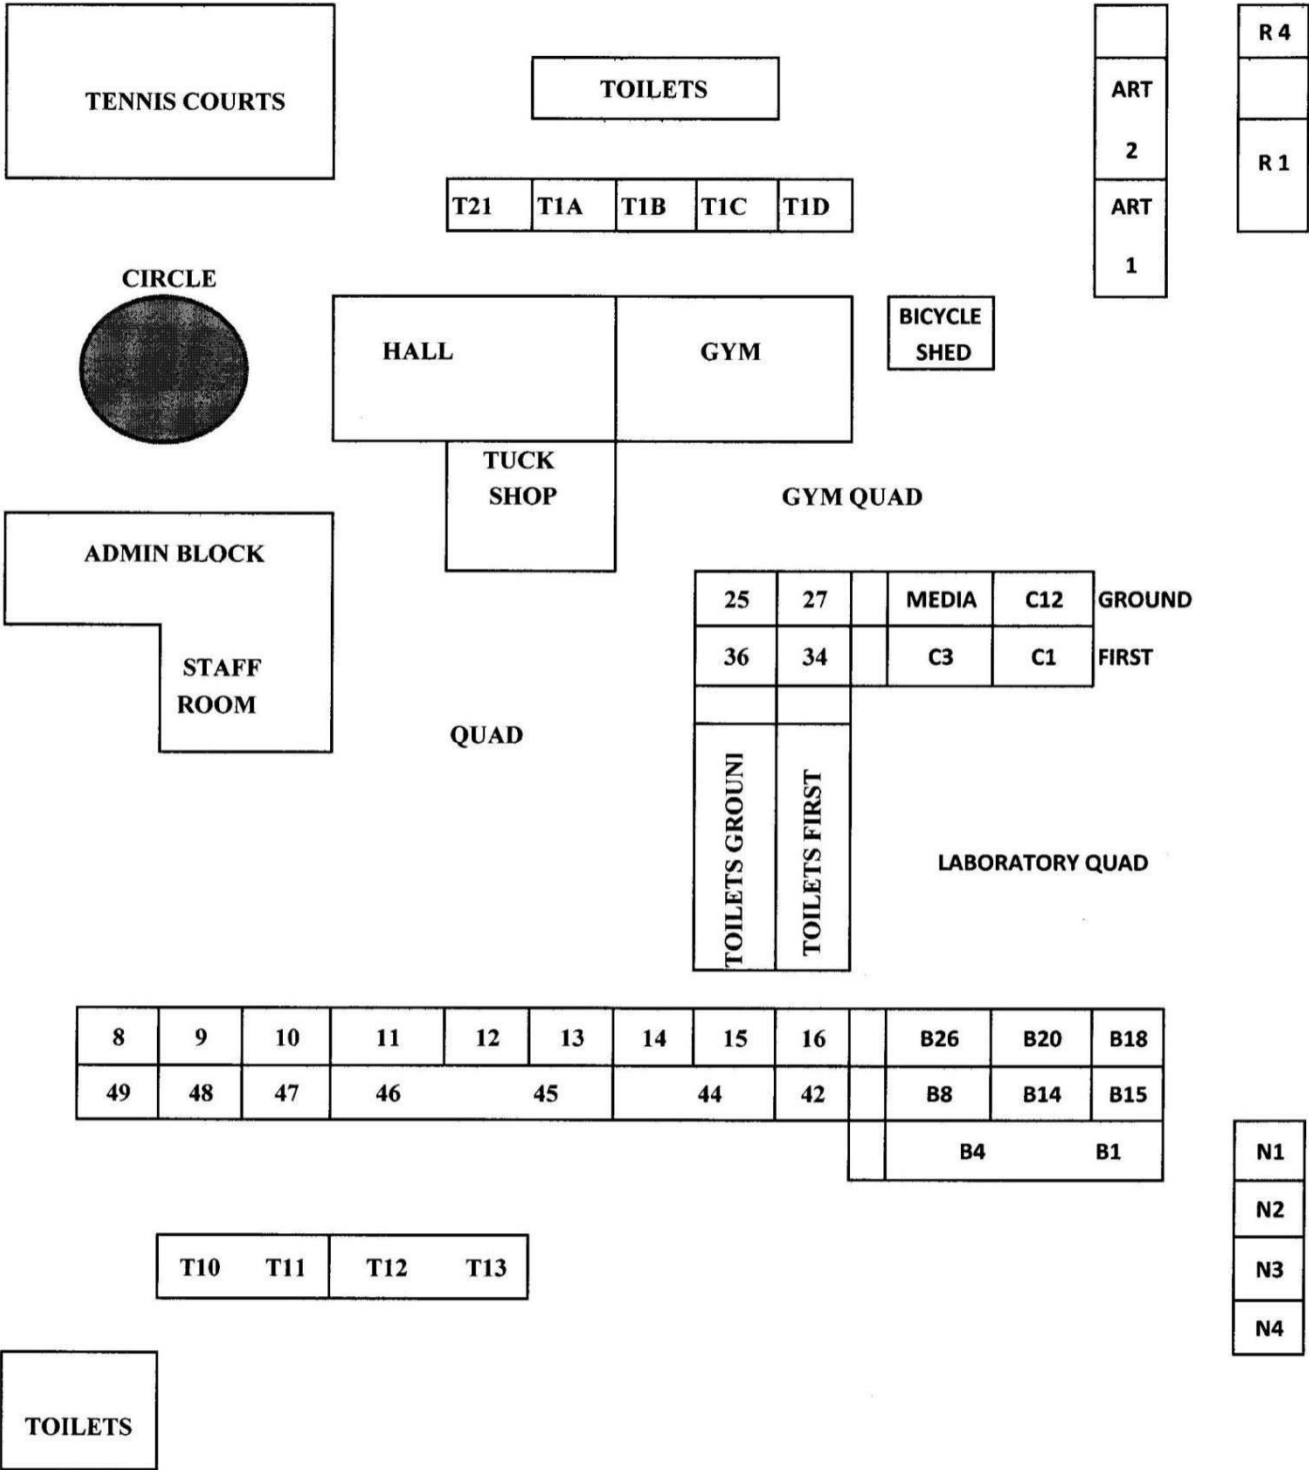 R 4
TENNIS COURTS
TOILETS
ART
2
R 1
T21 T1A T1B T1C T1D
ART
1
CIRCLE
HALL
GYM
BICYCLE
SHED
TUCK
SHOP
GYM QUAD
ADMIN BLOCK
STAFF
ROOM
25 27 MEDIA C12 GROUND
36 34 C3 C1 FIRST
QUAD
TOILETS GROUNI
TOILETS FIRST
LABORATORY QUAD
8 9 10 11 12 13 14 15 16 B26 B20 B18
49 48 47 46 45 44 42 B8 B14 B15
B4 B1
N1
N2
N3
N4
T10 T11 T12 T13
TOILETS